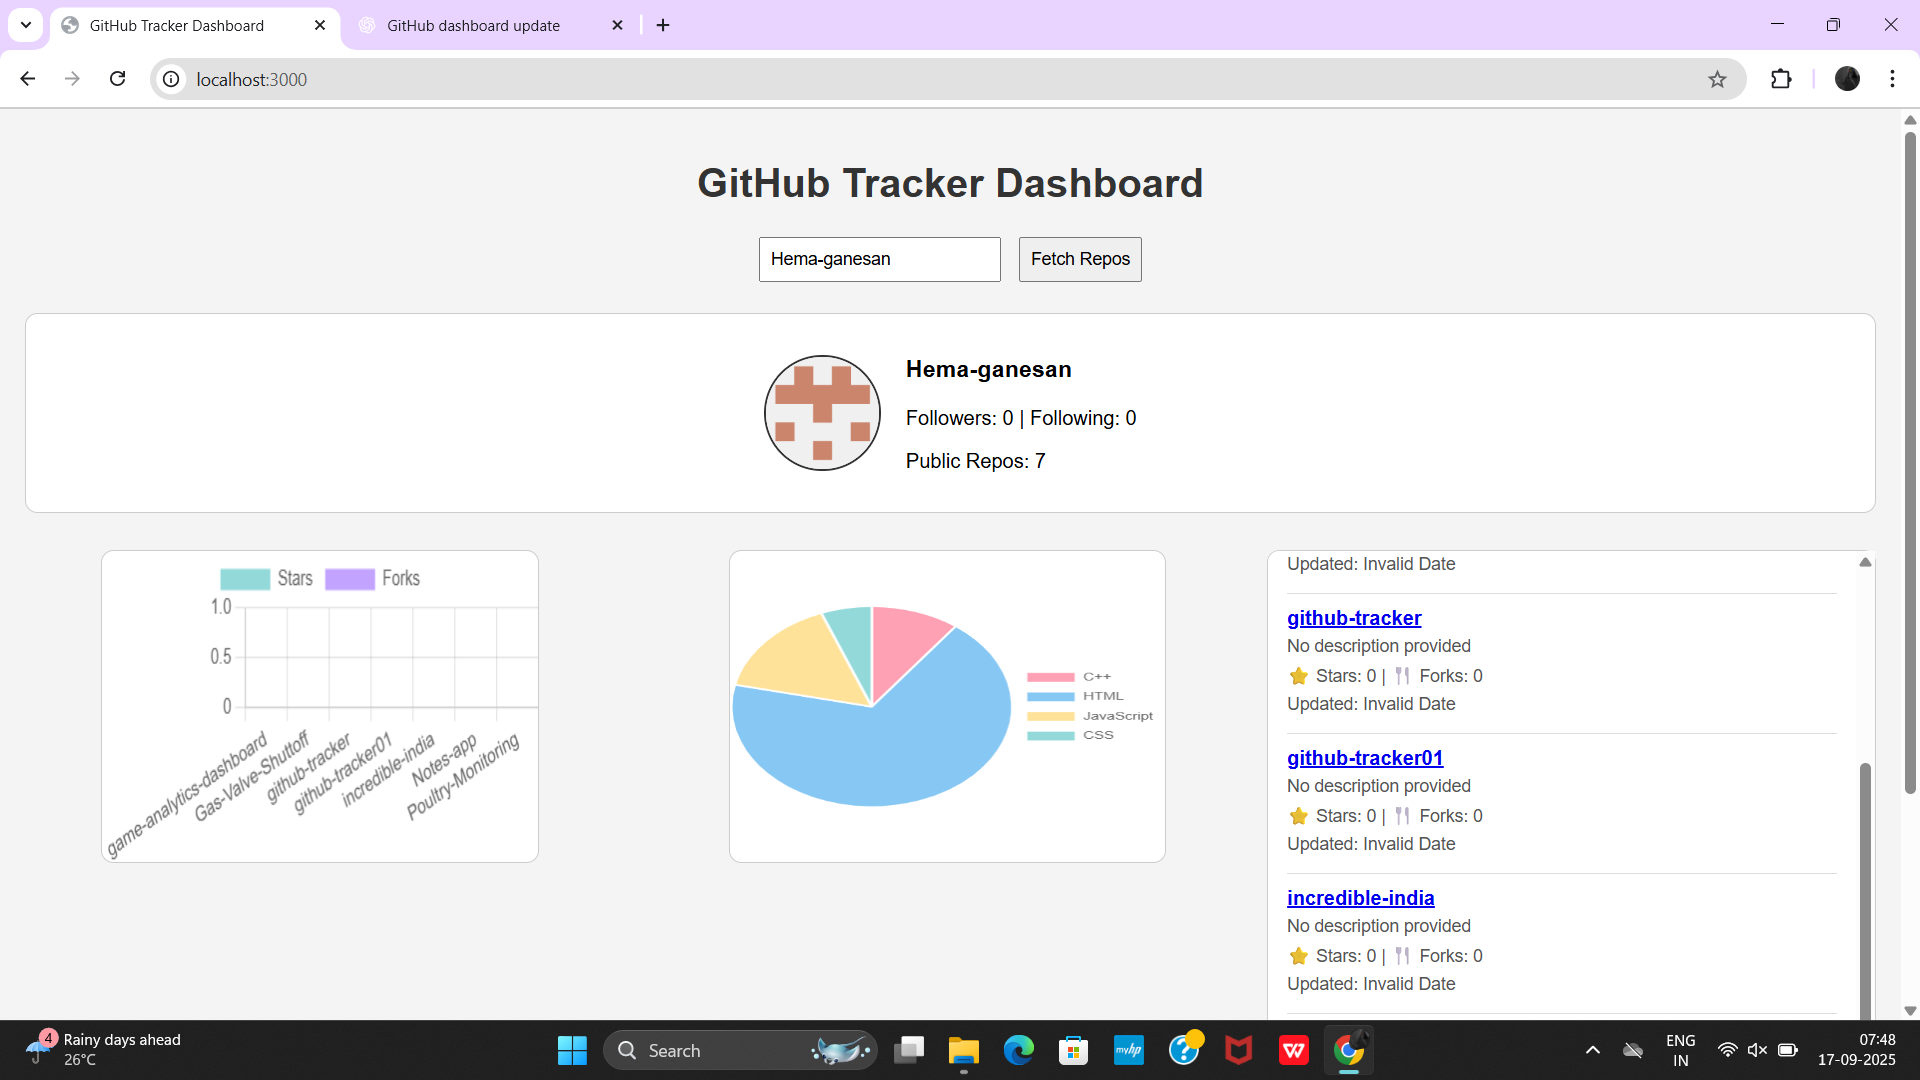 GitHub Tracker Dashboard
GitHub dashboard update
localhost:3000
GitHub Tracker Dashboard
Hema-ganesan
Fetch Repos
Hema-ganesan
Followers: 0 | Following: 0
Public Repos: 7
Stars
Forks
1.0
0.5
0
game-analytics-dashboard
Gas-Valve-Shuttoff
github-tracker
github-tracker01
incredible-india
Notes-app
Poultry-Monitoring
C++
HTML
JavaScript
CSS
Updated: Invalid Date
github-tracker
No description provided
⭐ Stars: 0 | 🍴 Forks: 0
Updated: Invalid Date
github-tracker01
No description provided
⭐ Stars: 0 | 🍴 Forks: 0
Updated: Invalid Date
incredible-india
No description provided
⭐ Stars: 0 | 🍴 Forks: 0
Updated: Invalid Date
4
Rainy days ahead
26°C
Search
myhp
?
W
ENG
IN
07:48
17-09-2025